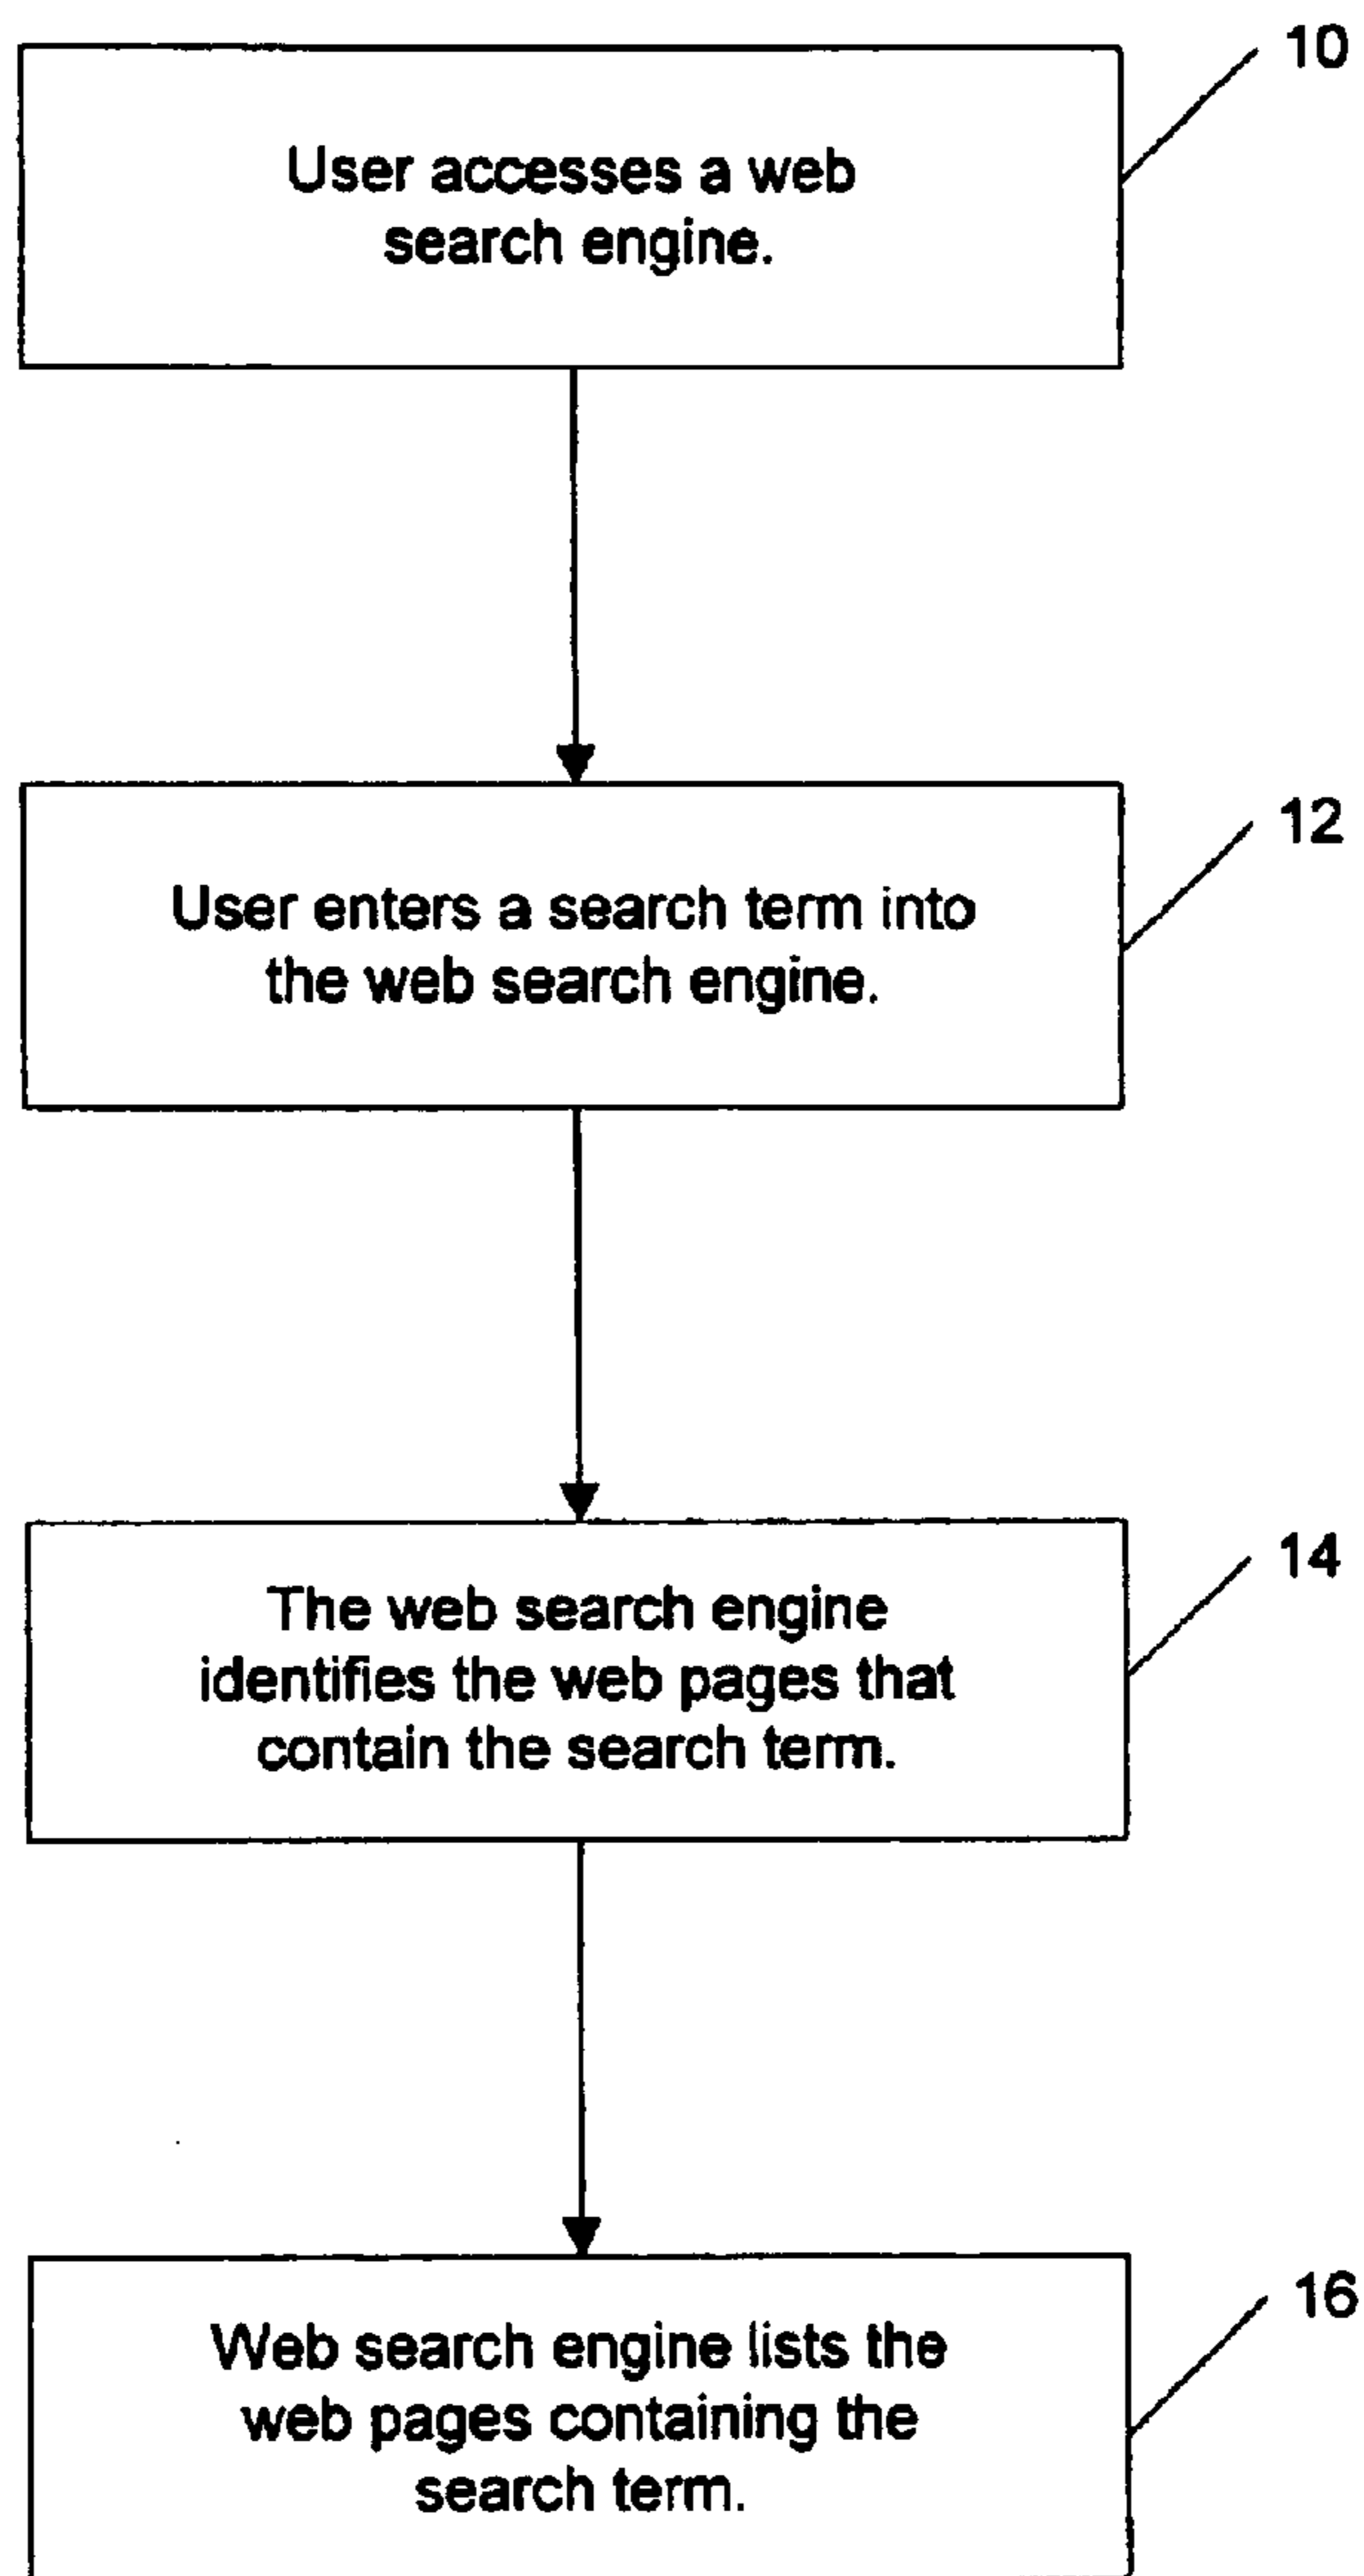 10
User accesses a web
search engine.
12
User enters a search term into
the web search engine.
14
The web search engine
identifies the web pages that
contain the search term.
16
Web search engine lists the
web pages containing the
search term.